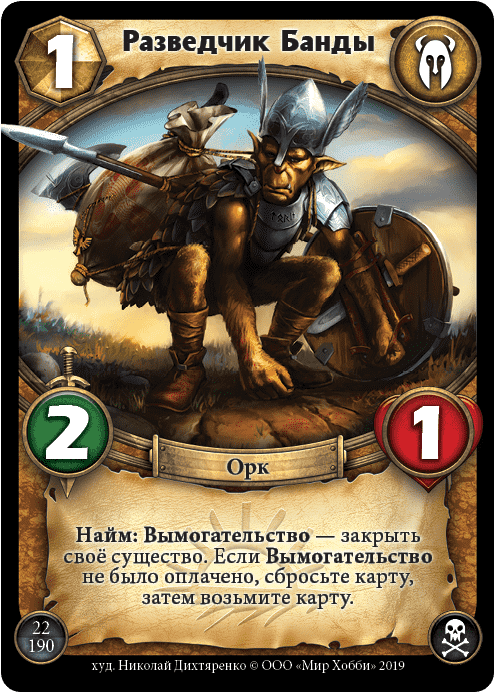 1
Разведчик Банды
2
1
Орк
Найм: Вымогательство — закрыть
своё существо. Если Вымогательство
не было оплачено, сбросьте карту,
затем возьмите карту.
22
190
худ. Николай Дихтяренко © ООО «Мир Хобби» 2019